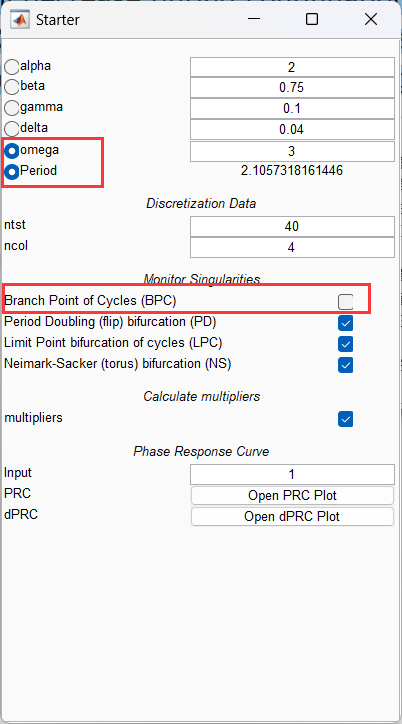 Starter
alpha 2
beta 0.75
gamma 0.1
delta 0.04
omega 3
Period 2.1057318161446
Discretization Data
ntst 40
ncol 4
Monitor Singularities
Branch Point of Cycles (BPC)
Period Doubling (flip) bifurcation (PD)
Limit Point bifurcation of cycles (LPC)
Neimark-Sacker (torus) bifurcation (NS)
Calculate multipliers
multipliers
Phase Response Curve
Input 1
PRC Open PRC Plot
dPRC Open dPRC Plot